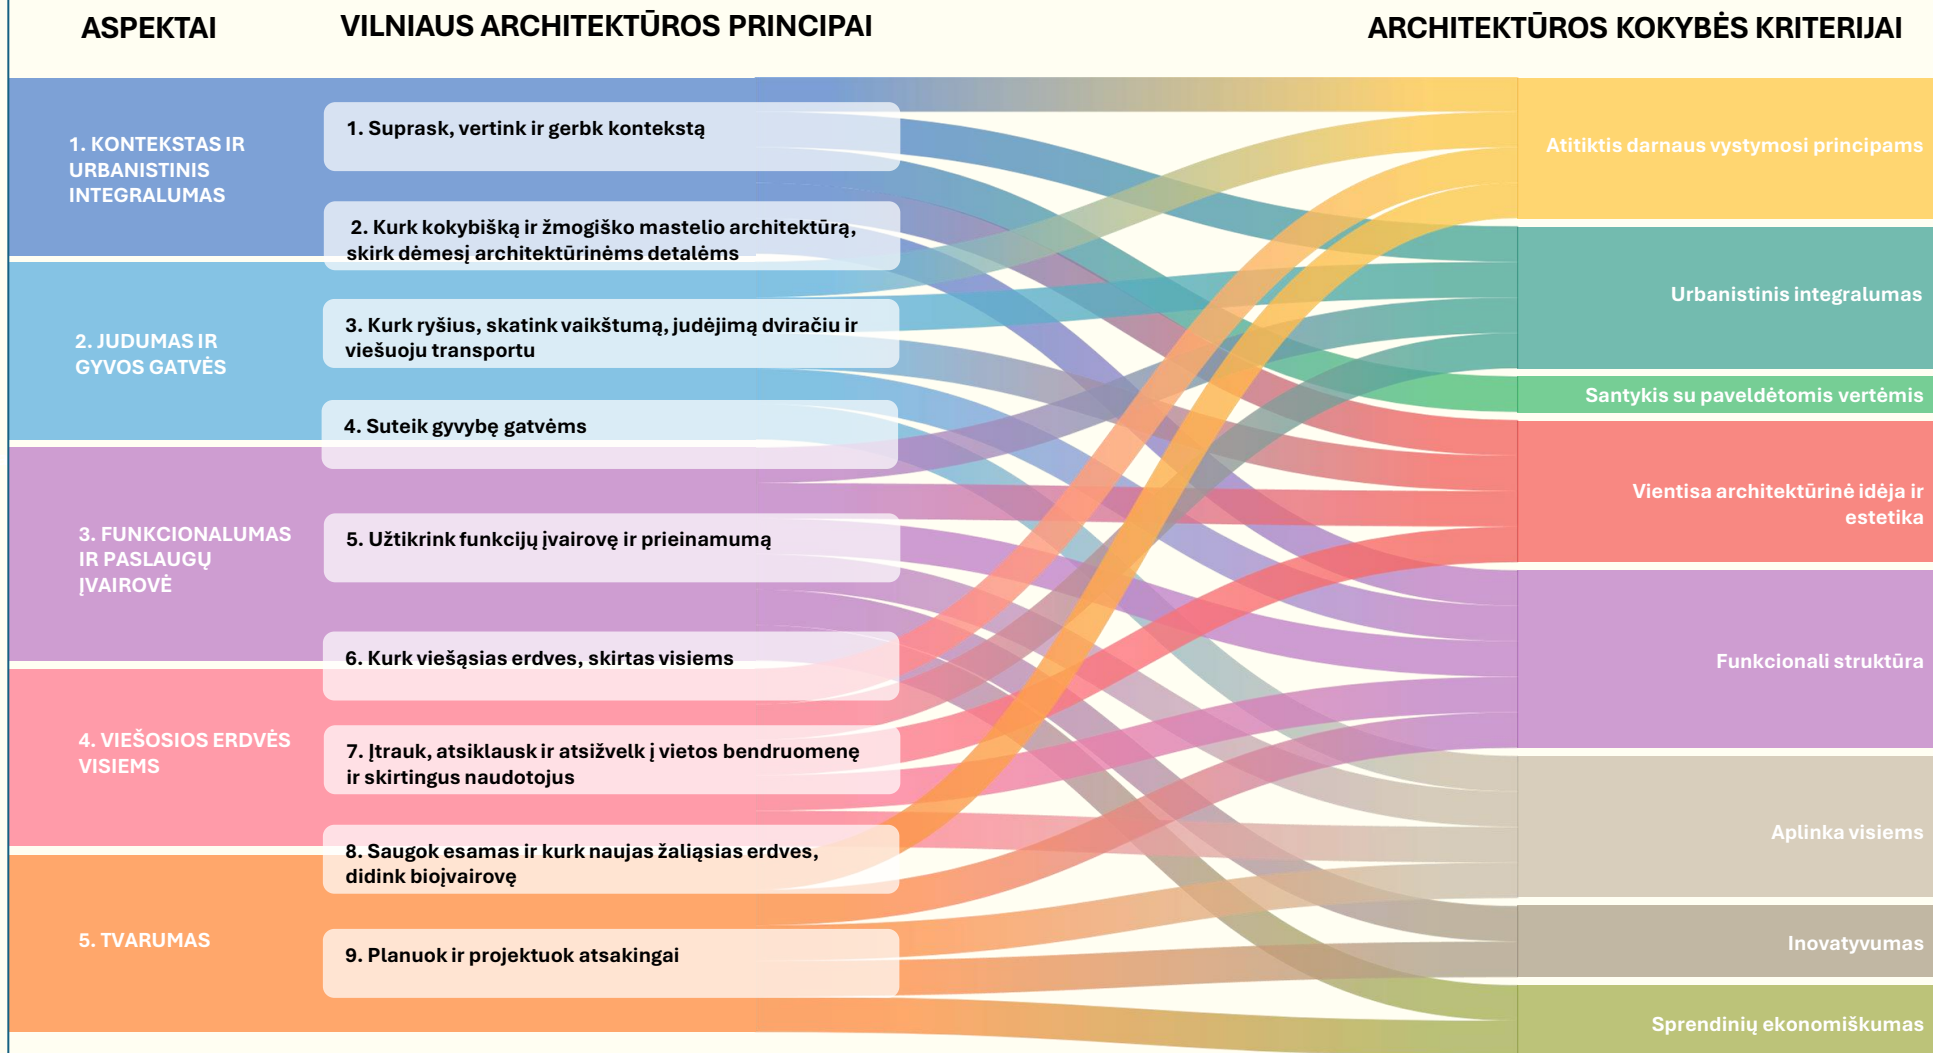 ASPEKTAI
VILNIAUS ARCHITEKTŪROS PRINCIPAI
ARCHITEKTŪROS KOKYBĖS KRITERIJAI
1. KONTEKSTAS IR
URBANISTINIS
INTEGRALUMAS
2. JUDUMAS IR
GYVOS GATVĖS
3. FUNKCIONALUMAS
IR PASLAUGŲ
ĮVAIROVĖ
4. VIEŠOSIOS ERDVĖS
VISIEMS
5. TVARUMAS
1. Suprask, vertink ir gerbk kontekstą
2. Kurk kokybišką ir žmogiško mastelio architektūrą,
skirk dėmesį architektūrinėms detalėms
3. Kurk ryšius, skatink vaikštumą, judėjimą dviračiu ir
viešuoju transportu
4. Suteik gyvybę gatvėms
5. Užtikrink funkcijų įvairovę ir prieinamumą
6. Kurk viešąsias erdves, skirtas visiems
7. Įtrauk, atsiklausk ir atsižvelk į vietos bendruomenę
ir skirtingus naudotojus
8. Saugok esamas ir kurk naujas žaliąsias erdves,
didink bioįvairovę
9. Planuok ir projektuok atsakingai
Atitiktis darnaus vystymosi principams
Urbanistinis integralumas
Santykis su paveldėtomis vertėmis
Vientisa architektūrinė idėja ir
estetika
Funkcionali struktūra
Aplinka visiems
Inovatyvumas
Sprendinių ekonomiškumas